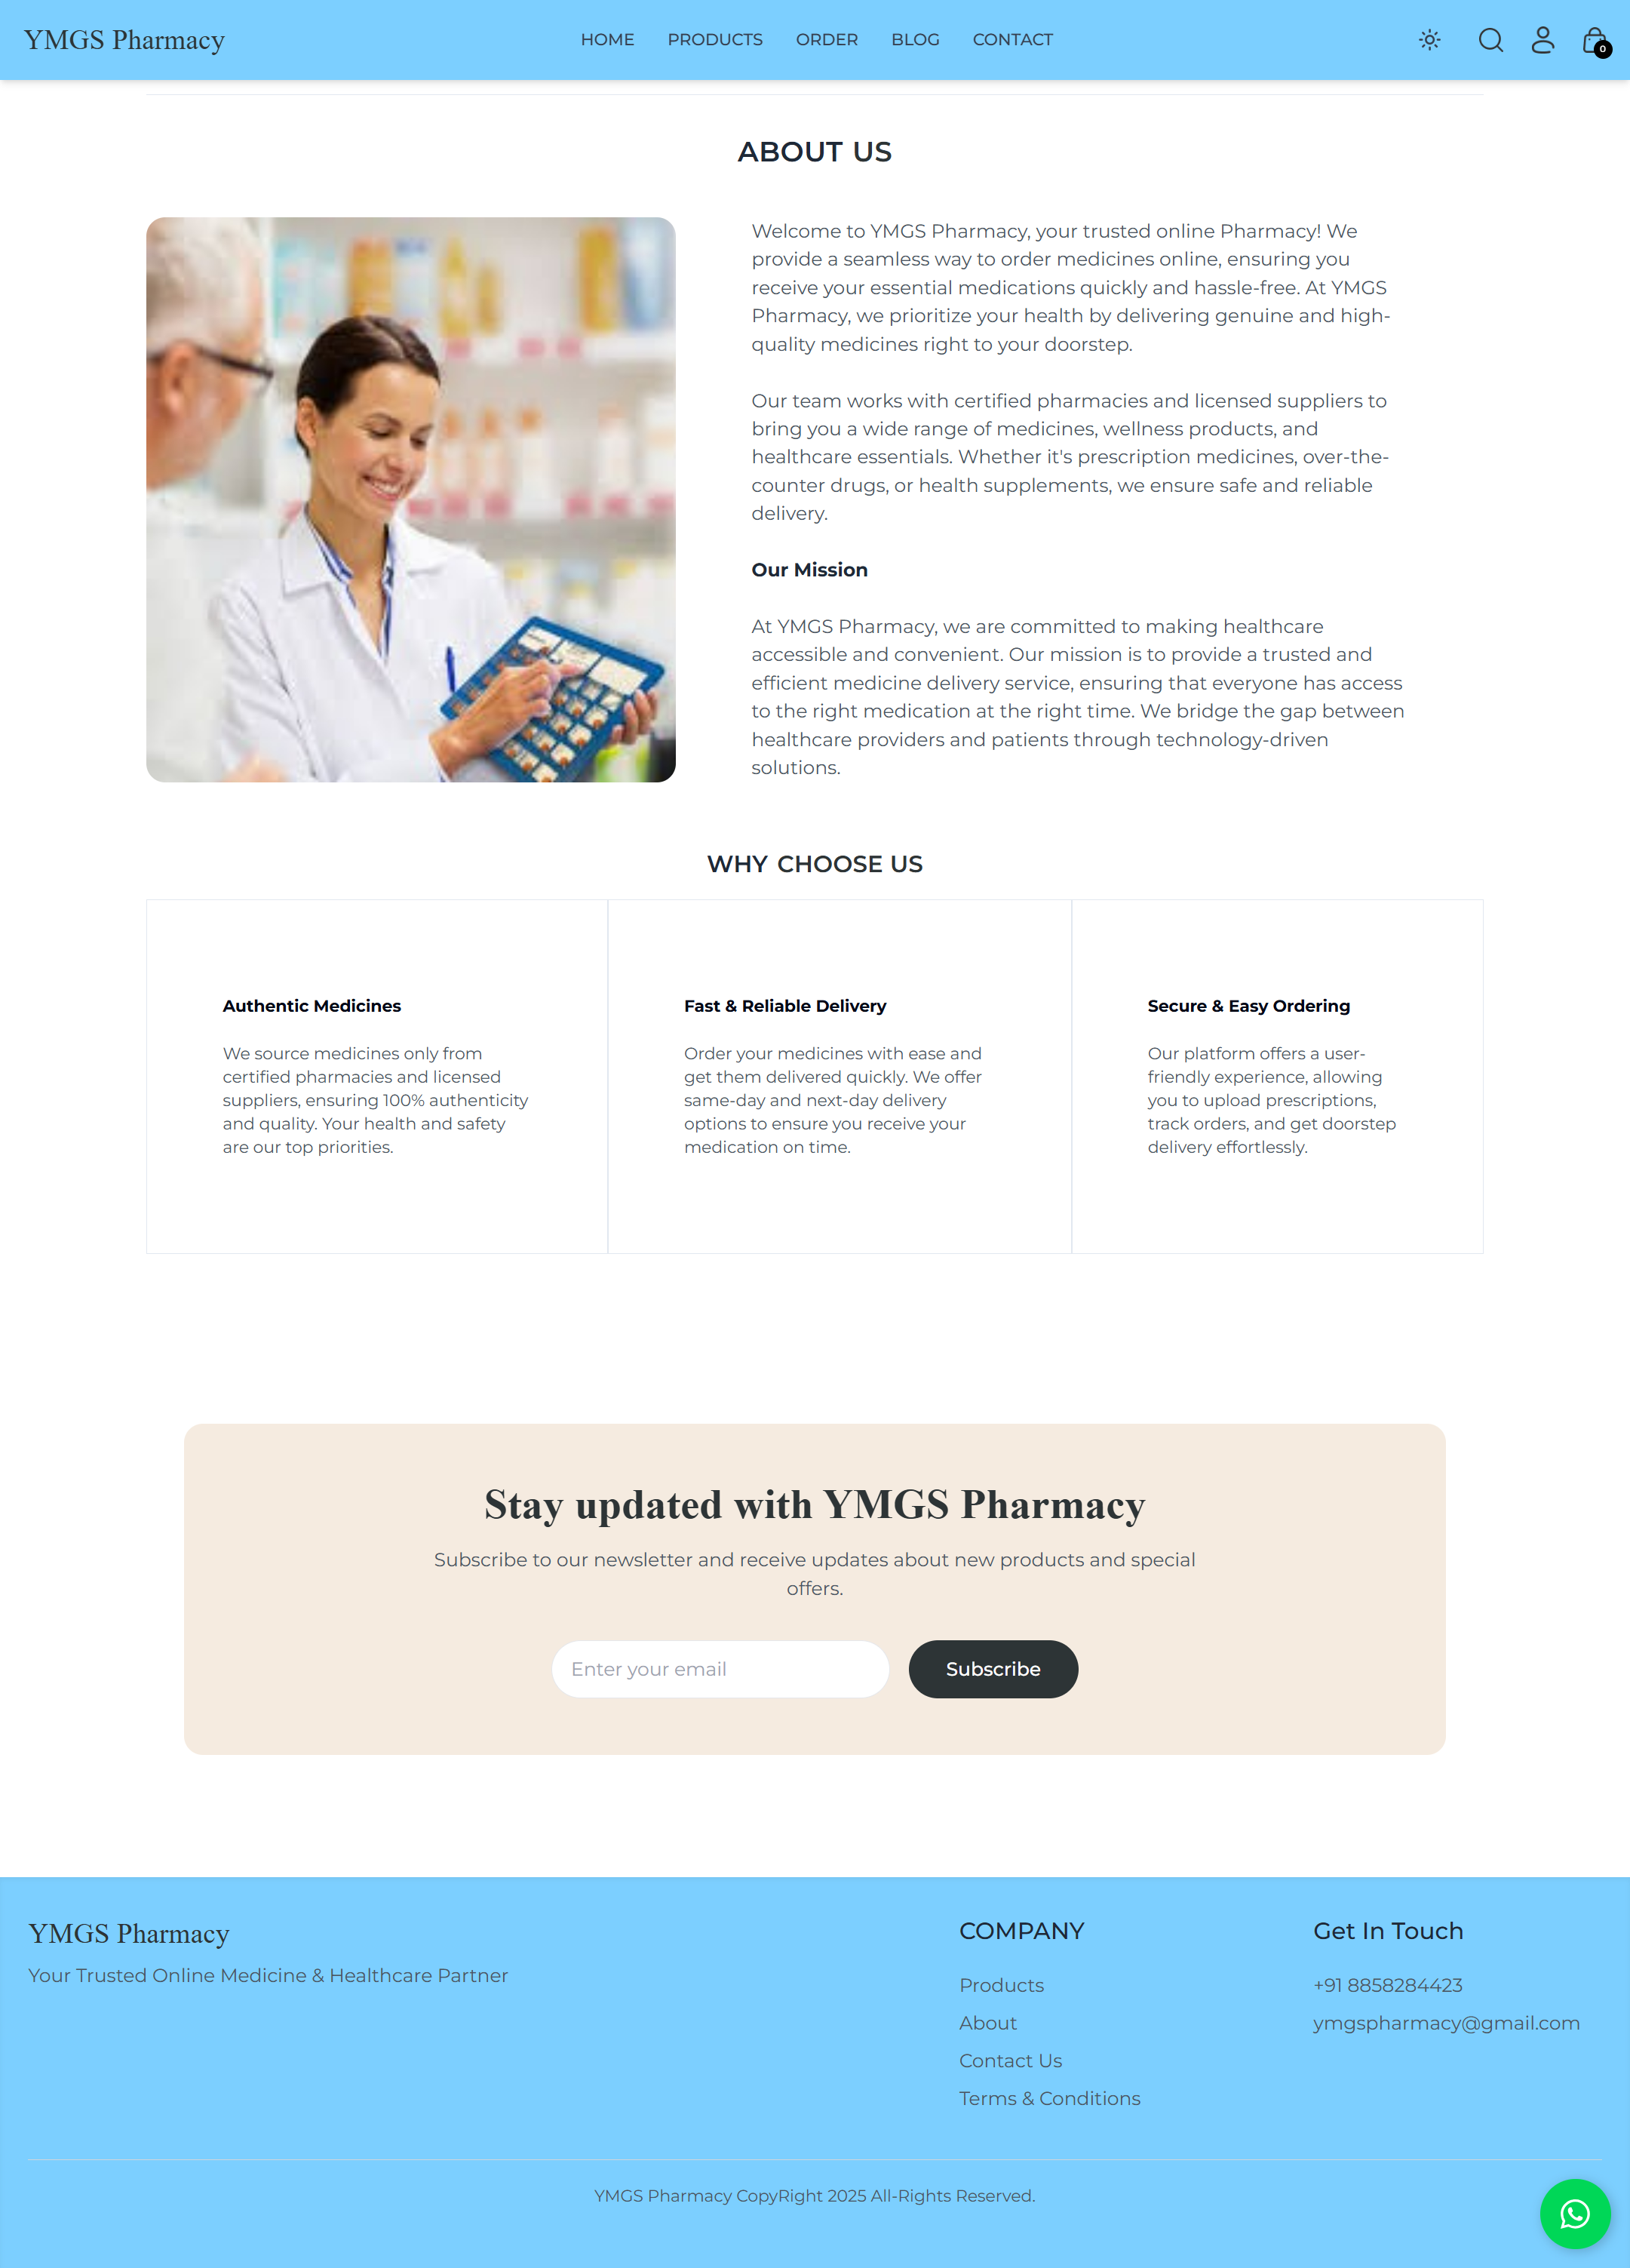 YMGS Pharmacy
HOME PRODUCTS ORDER BLOG CONTACT
0
ABOUT US
Welcome to YMGS Pharmacy, your trusted online Pharmacy! We
provide a seamless way to order medicines online, ensuring you
receive your essential medications quickly and hassle-free. At YMGS
Pharmacy, we prioritize your health by delivering genuine and high-
quality medicines right to your doorstep.
Our team works with certified pharmacies and licensed suppliers to
bring you a wide range of medicines, wellness products, and
healthcare essentials. Whether it's prescription medicines, over-the-
counter drugs, or health supplements, we ensure safe and reliable
delivery.
Our Mission
At YMGS Pharmacy, we are committed to making healthcare
accessible and convenient. Our mission is to provide a trusted and
efficient medicine delivery service, ensuring that everyone has access
to the right medication at the right time. We bridge the gap between
healthcare providers and patients through technology-driven
solutions.
WHY CHOOSE US
Authentic Medicines
We source medicines only from
certified pharmacies and licensed
suppliers, ensuring 100% authenticity
and quality. Your health and safety
are our top priorities.
Fast & Reliable Delivery
Order your medicines with ease and
get them delivered quickly. We offer
same-day and next-day delivery
options to ensure you receive your
medication on time.
Secure & Easy Ordering
Our platform offers a user-
friendly experience, allowing
you to upload prescriptions,
track orders, and get doorstep
delivery effortlessly.
Stay updated with YMGS Pharmacy
Subscribe to our newsletter and receive updates about new products and special
offers.
Enter your email
Subscribe
YMGS Pharmacy
Your Trusted Online Medicine & Healthcare Partner
COMPANY
Products
About
Contact Us
Terms & Conditions
Get In Touch
+91 8858284423
ymgspharmacy@gmail.com
YMGS Pharmacy CopyRight 2025 All-Rights Reserved.